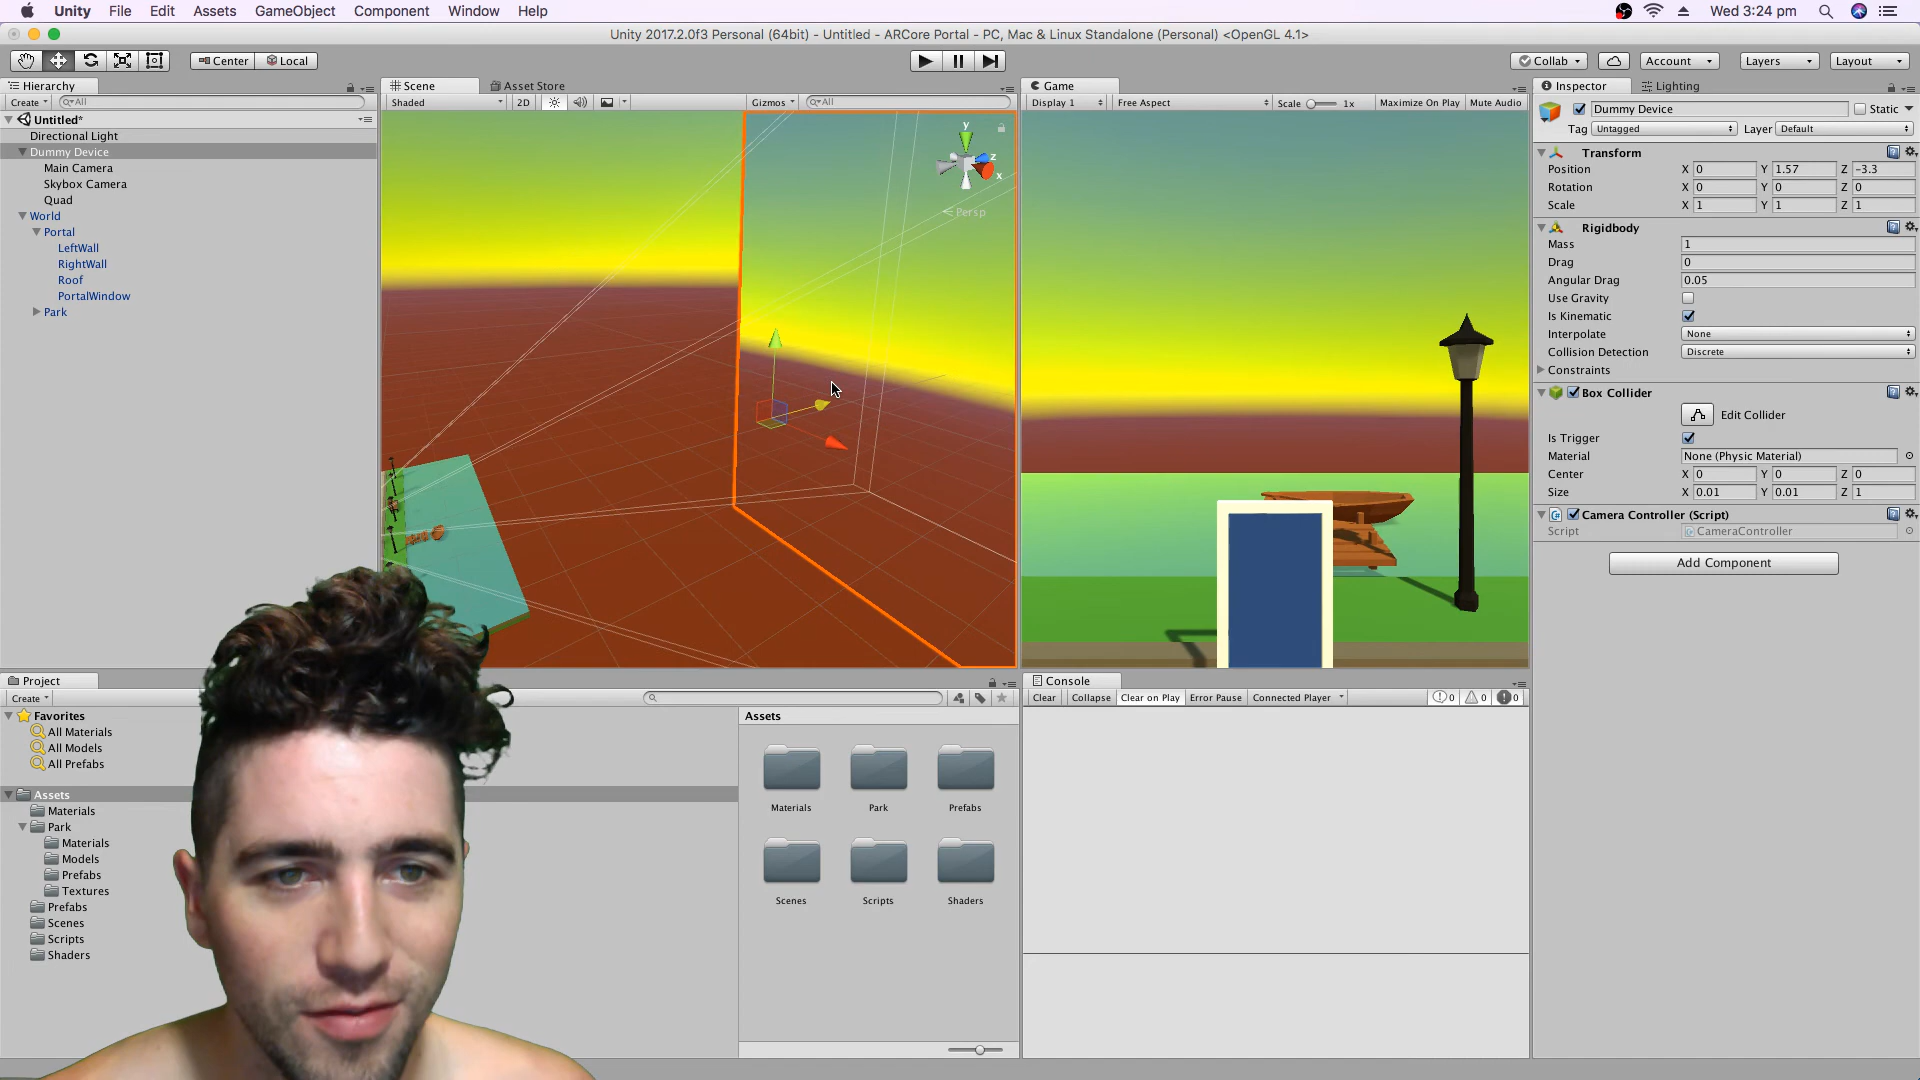 Unity File Edit Assets GameObject Component Window Help Wed 3:24 pm
Unity 2017.2.0f3 Personal (64bit) - Untitled - ARCore Portal - PC, Mac & Linux Standalone (Personal) <OpenGL 4.1>
Center Local Collab Account Layers Layout
Hierarchy
Create All
Untitled*
Directional Light
Dummy Device
Main Camera
Skybox Camera
Quad
World
Portal
LeftWall
RightWall
Roof
PortalWindow
Park
Scene Asset Store
Shaded 2D Gizmos All
y
z
x
Persp
Game
Display 1 Free Aspect Scale 1x Maximize On Play Mute Audio
Inspector Lighting
Dummy Device Static
Tag Untagged Layer Default
Transform
Position X 0 Y 1.57 Z -3.3
Rotation X 0 Y 0 Z 0
Scale X 1 Y 1 Z 1
Rigidbody
Mass 1
Drag 0
Angular Drag 0.05
Use Gravity
Is Kinematic
Interpolate None
Collision Detection Discrete
Constraints
Box Collider
Edit Collider
Is Trigger
Material None (Physic Material)
Center X 0 Y 0 Z 0
Size X 0.01 Y 0.01 Z 1
Camera Controller (Script)
Script CameraController
Add Component
Project
Create
Favorites
All Materials
All Models
All Prefabs
Assets
Materials
Park
Materials
Models
Prefabs
Textures
Prefabs
Scenes
Scripts
Shaders
Assets
Materials Park Prefabs
Scenes Scripts Shaders
Console
Clear Collapse Clear on Play Error Pause Connected Player 0 0 0